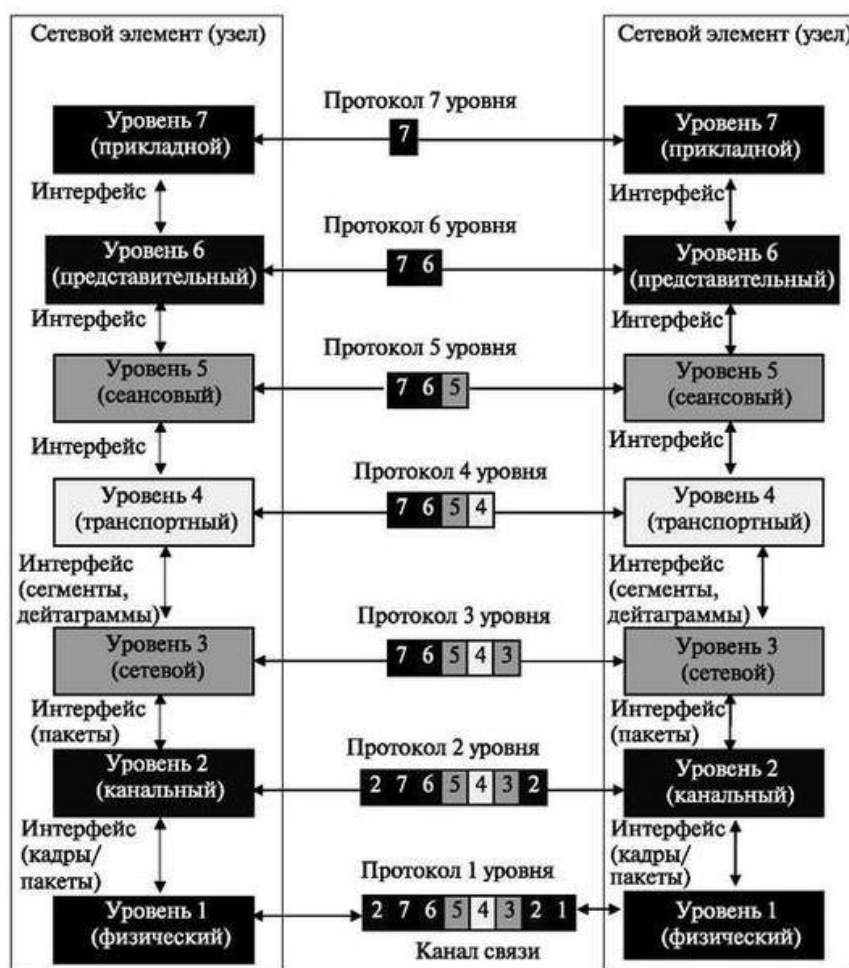 Сетевой элемент (узел)
Сетевой элемент (узел)
Протокол 7 уровня
Уровень 7
(прикладной)
7
Уровень 7
(прикладной)
Интерфейс
Интерфейс
Протокол 6 уровня
Уровень 6
(представительный)
7 6
Уровень 6
(представительный)
Интерфейс
Интерфейс
Протокол 5 уровня
Уровень 5
(сеансовый)
7 6 5
Уровень 5
(сеансовый)
Интерфейс
Интерфейс
Протокол 4 уровня
Уровень 4
(транспортный)
7 6 5 4
Уровень 4
(транспортный)
Интерфейс
(сегменты,
дейтаграммы)
Интерфейс
(сегменты,
дейтаграммы)
Протокол 3 уровня
Уровень 3
(сетевой)
7 6 5 4 3
Уровень 3
(сетевой)
Интерфейс
(пакеты)
Интерфейс
(пакеты)
Протокол 2 уровня
Уровень 2
(канальный)
2 7 6 5 4 3 2
Уровень 2
(канальный)
Интерфейс
(кадры/
пакеты)
Интерфейс
(кадры/
пакеты)
Протокол 1 уровня
Уровень 1
(физический)
2 7 6 5 4 3 2 1
Уровень 1
(физический)
Канал связи